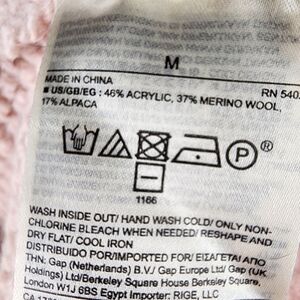 M
MADE IN CHINA
RN 540
■ US/GB/EG : 46% ACRYLIC, 37% MERINO WOOL,
17% ALPACA
P ®
1166
WASH INSIDE OUT/ HAND WASH COLD/ ONLY NON-
CHLORINE BLEACH WHEN NEEDED/ RESHAPE AND
DRY FLAT/ COOL IRON
DISTRIBUIDO POR/IMPORTED FOR/ ΕΙΣΑΓΕΤΑΙ ΑΠΟ
ΤΗΝ: Gap (Netherlands) B.V./ Gap Europe Ltd/ Gap (UK
Holdings) Ltd/Berkeley Square House Berkeley Square
London W1J 6BS Egypt Importer: RIGE, LLC